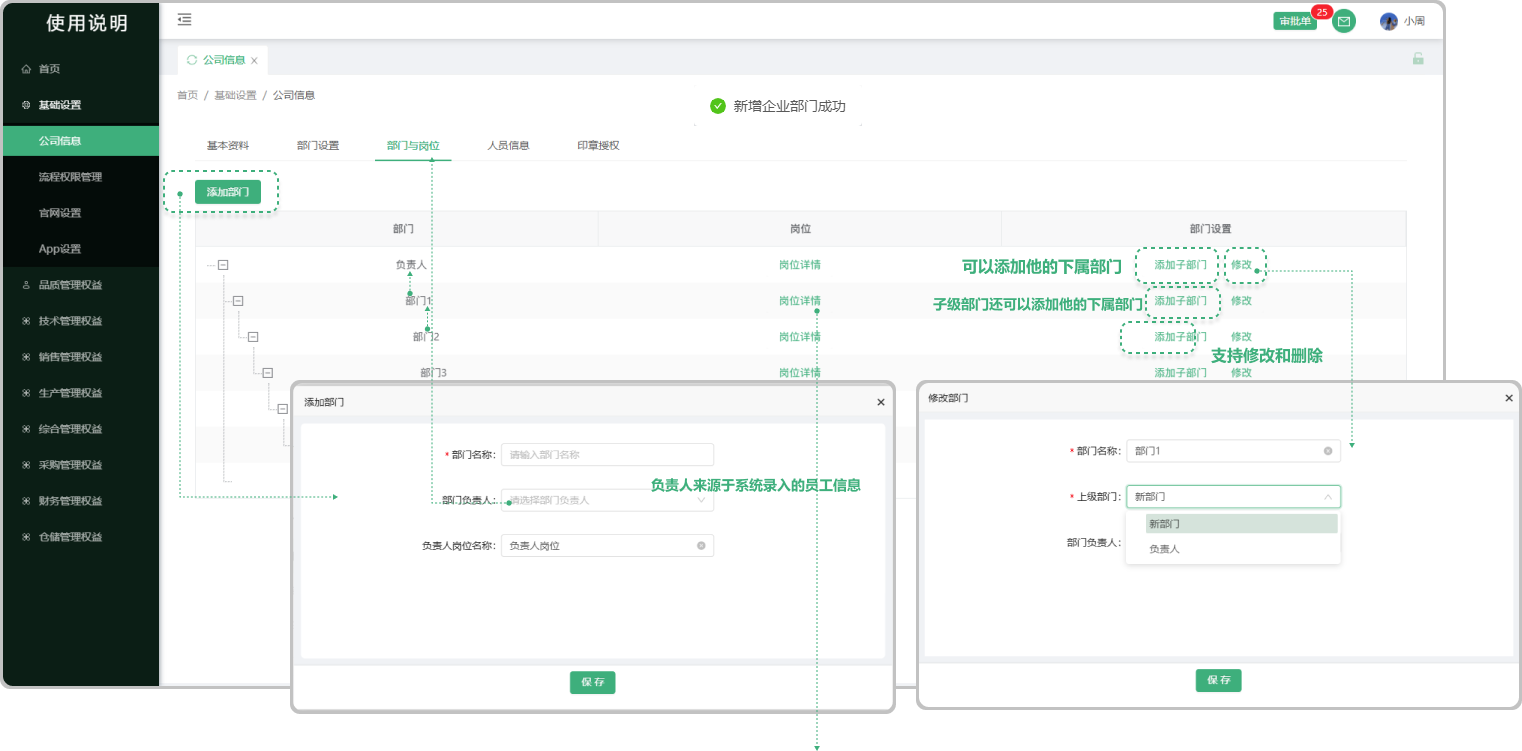 使用说明
首页
基础设置
公司信息
流程权限管理
官网设置
App设置
品质管理权益
技术管理权益
销售管理权益
生产管理权益
综合管理权益
采购管理权益
财务管理权益
仓储管理权益
审批单 25 小周
公司信息 ×
首页 / 基础设置 / 公司信息
新增企业部门成功
基本资料 部门设置 部门与岗位 人员信息 印章授权
添加部门
部门 岗位 部门设置
负责人 岗位详情 可以添加他的下属部门 添加子部门 修改
部门1 岗位详情 子级部门还可以添加他的下属部门 添加子部门 修改
部门2 岗位详情 添加子部门 修改
支持修改和删除
部门3 岗位详情 添加子部门 修改
添加部门 ×
* 部门名称: 请输入部门名称
部门负责人: 请选择部门负责人
负责人来源于系统录入的员工信息
负责人岗位名称: 负责人岗位
保 存
修改部门 ×
* 部门名称: 部门1
* 上级部门: 新部门
新部门
部门负责人:
负责人
保 存